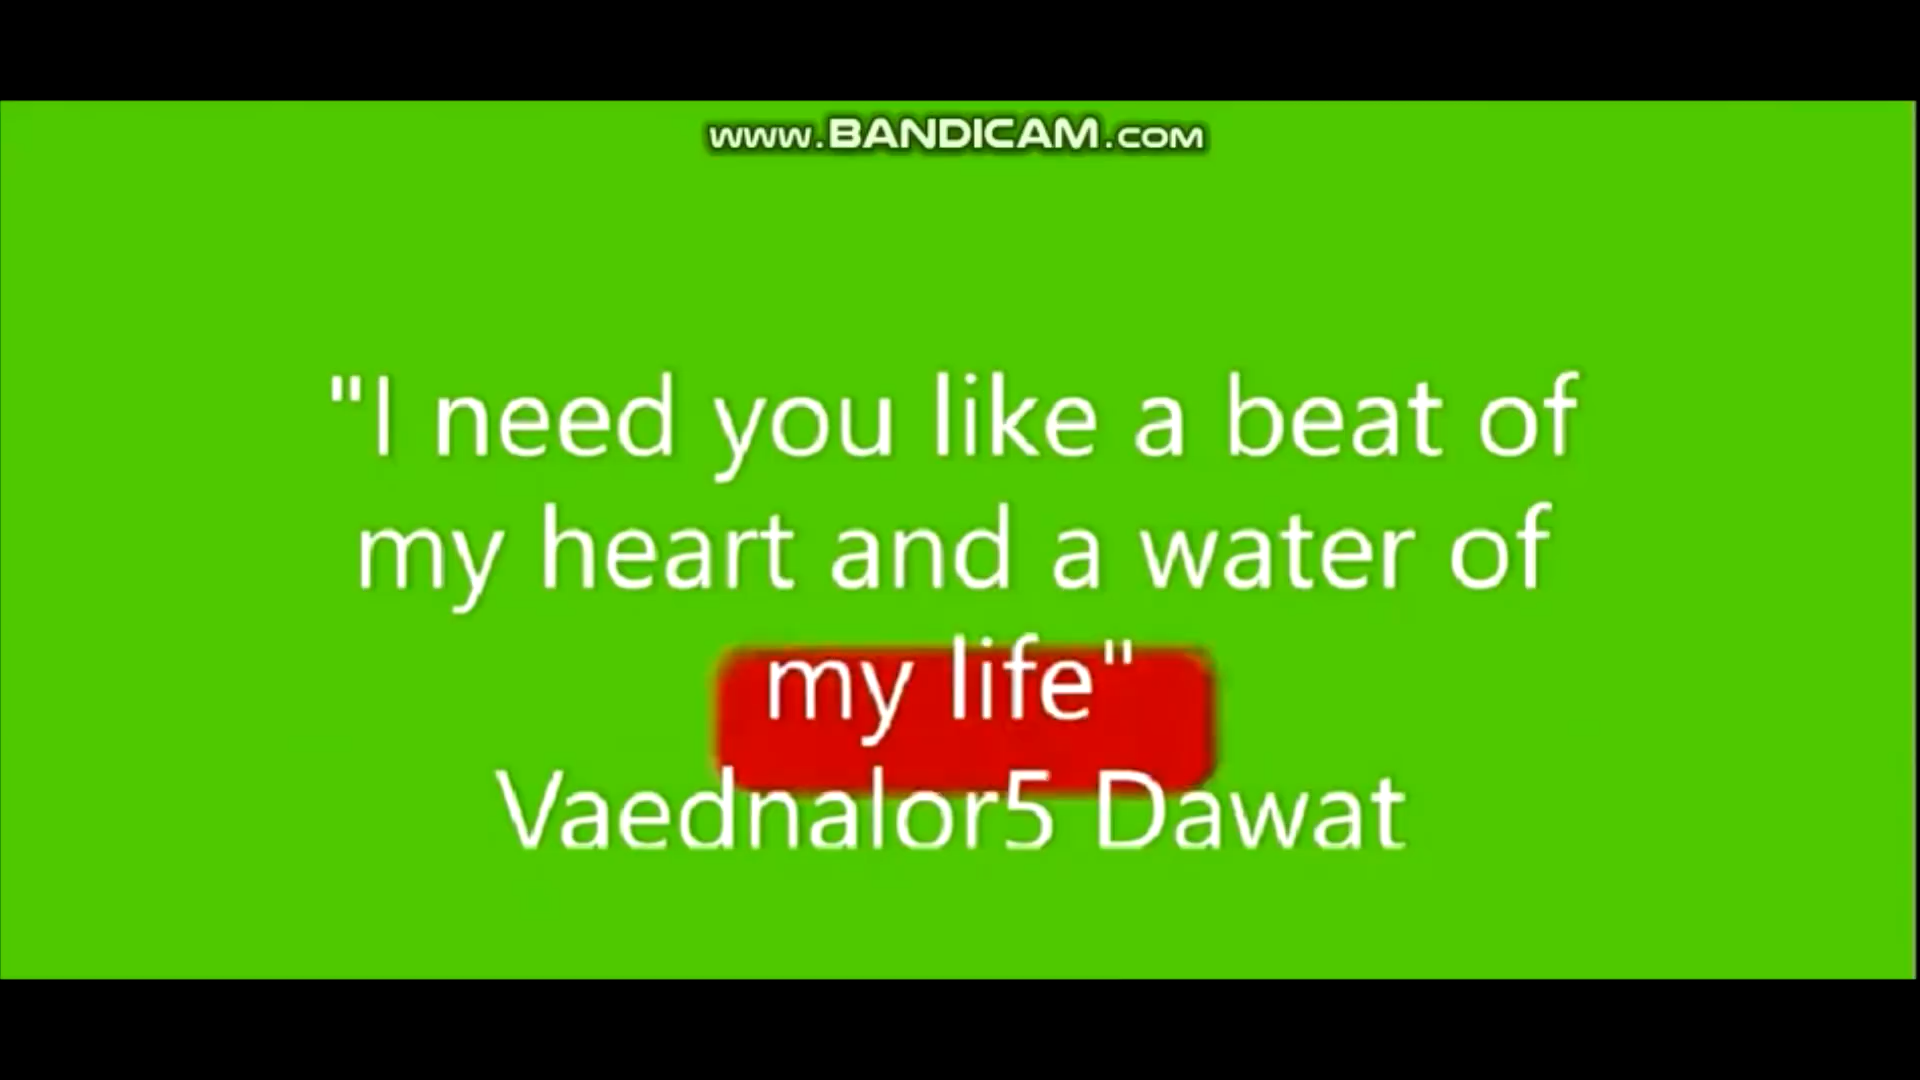 www.BANDICAM.com
"I need you like a beat of
my heart and a water of
my life"
Vaednalor5 Dawat